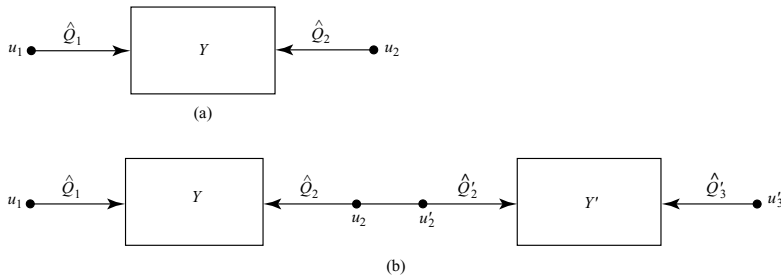 u₁ Q̂₁ Y Q̂₂ u₂
(a)
u₁ Q̂₁ Y Q̂₂ u₂ u′₂ Q̂′₂ Y′ Q̂′₃ u′₃
(b)